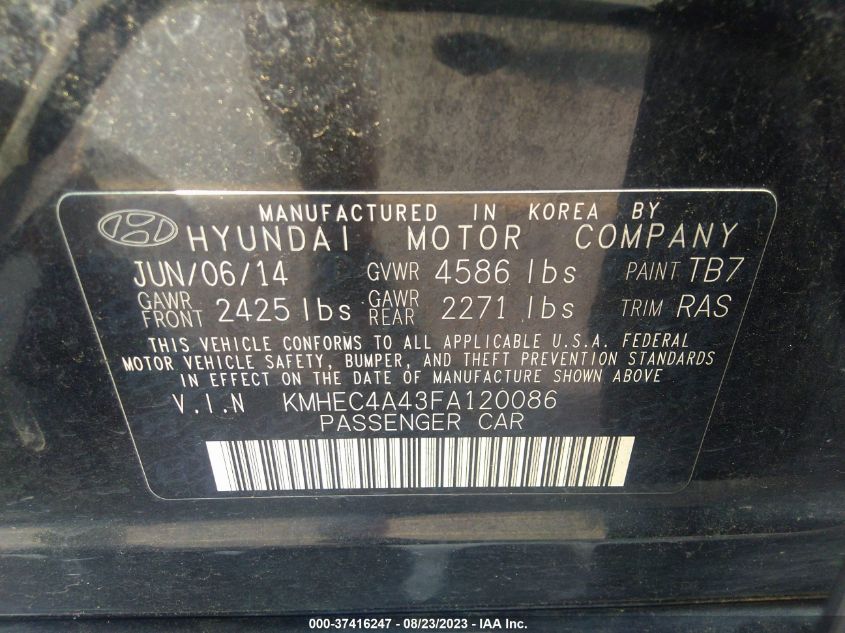 MANUFACTURED IN KOREA BY
HYUNDAI MOTOR COMPANY
JUN/06/14 GVWR 4586 lbs PAINT TB7
GAWR FRONT 2425 lbs GAWR REAR 2271 lbs TRIM RAS
THIS VEHICLE CONFORMS TO ALL APPLICABLE U.S.A. FEDERAL
MOTOR VEHICLE SAFETY, BUMPER, AND THEFT PREVENTION STANDARDS
IN EFFECT ON THE DATE OF MANUFACTURE SHOWN ABOVE
V.I.N KMHEC4A43FA120086
PASSENGER CAR
000-37416247 - 08/23/2023 - IAA Inc.